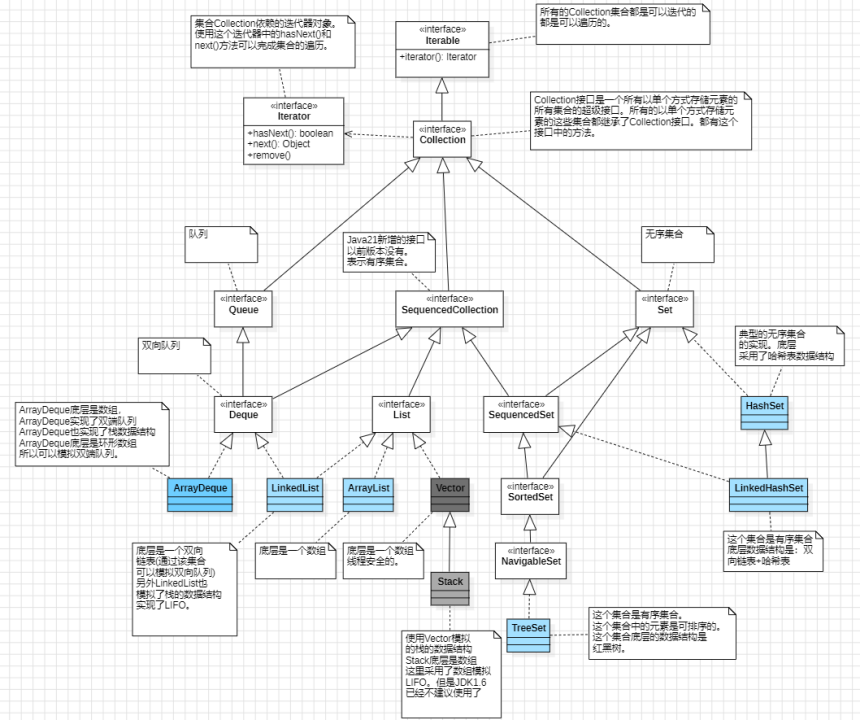 集合Collection依赖的迭代器对象。
使用这个迭代器中的hasNext()和
next()方法可以完成集合的遍历。
«interface»
Iterable
+iterator(): Iterator
所有的Collection集合都是可以迭代的
都是可以遍历的。
«interface»
Iterator
+hasNext(): boolean
+next(): Object
+remove()
«interface»
Collection
Collection接口是一个所有以单个方式存储元素的
所有集合的超级接口。所有的以单个方式存储元
素的这些集合都继承了Collection接口。都有这个
接口中的方法。
队列
Java21新增的接口
以前版本没有。
表示有序集合。
无序集合
«interface»
Queue
«interface»
SequencedCollection
«interface»
Set
双向队列
典型的无序集合
的实现。底层
采用了哈希表数据结构
«interface»
Deque
«interface»
List
«interface»
SequencedSet
HashSet
ArrayDeque底层是数组，
ArrayDeque实现了双端队列
ArrayDeque也实现了栈数据结构
ArrayDeque底层是环形数组
所以可以模拟双端队列。
ArrayDeque
LinkedList
ArrayList
Vector
«interface»
SortedSet
LinkedHashSet
底层是一个双向
链表(通过该集合
可以模拟双向队列)
另外LinkedList也
模拟了栈的数据结构
实现了LIFO。
底层是一个数组
底层是一个数组
线程安全的。
«interface»
NavigableSet
这个集合是有序集合
底层数据结构是：双
向链表+哈希表
Stack
TreeSet
这个集合是有序集合。
这个集合中的元素是可排序的。
这个集合底层的数据结构是
红黑树。
使用Vector模拟
的栈的数据结构
Stack底层是数组
这里采用了数组模拟
LIFO。但是JDK1.6
已经不建议使用了